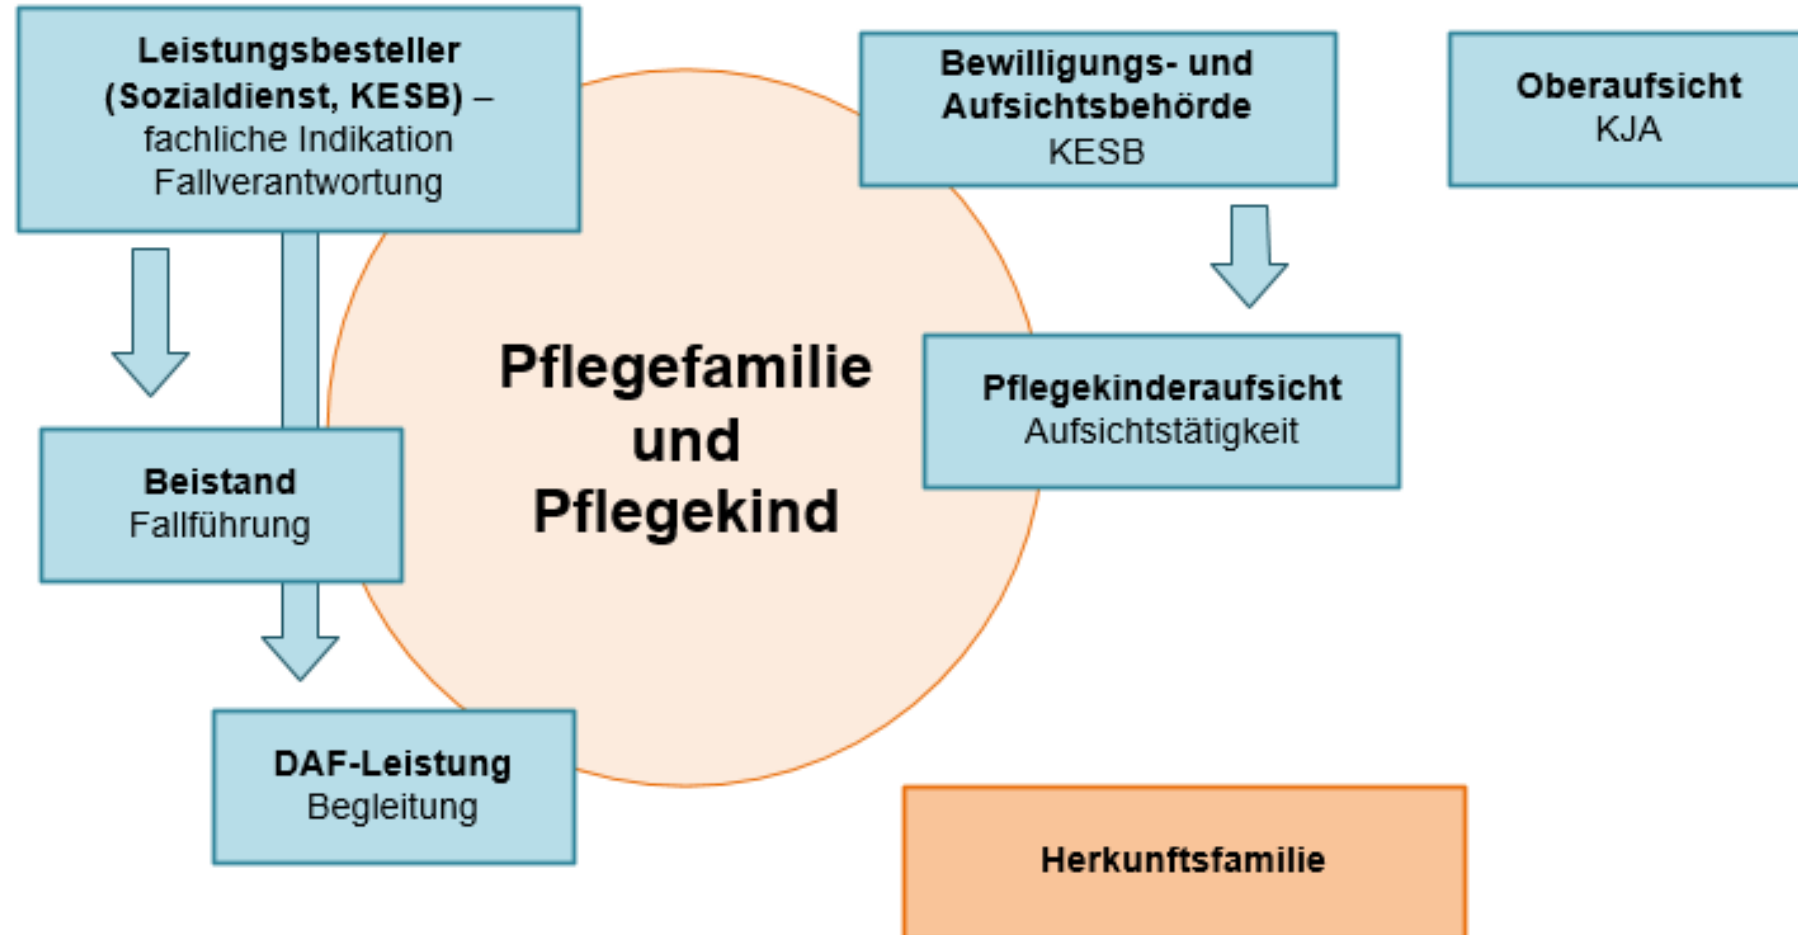 Leistungsbesteller
(Sozialdienst, KESB) –
fachliche Indikation
Fallverantwortung
Bewilligungs- und
Aufsichtsbehörde
KESB
Oberaufsicht
KJA
Pflegefamilie
und
Pflegekind
Pflegekinderaufsicht
Aufsichtstätigkeit
Beistand
Fallführung
DAF-Leistung
Begleitung
Herkunftsfamilie